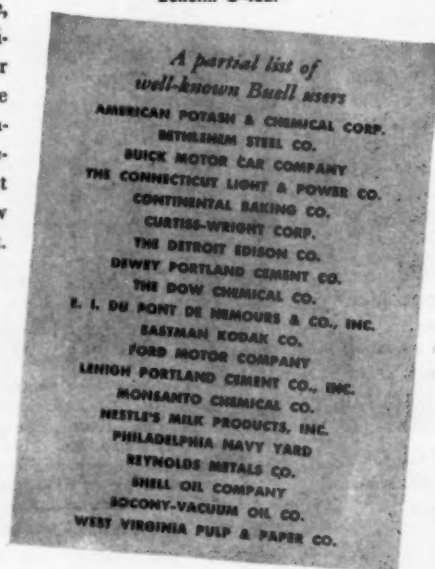 A partial list of
well-known Buell users
AMERICAN POTASH & CHEMICAL CORP.
BETHLEHEM STEEL CO.
BUICK MOTOR CAR COMPANY
THE CONNECTICUT LIGHT & POWER CO.
CONTINENTAL BAKING CO.
CURTISS-WRIGHT CORP.
THE DETROIT EDISON CO.
DEWEY PORTLAND CEMENT CO.
THE DOW CHEMICAL CO.
E. I. DU PONT DE NEMOURS & CO., INC.
EASTMAN KODAK CO.
FORD MOTOR COMPANY
LEHIGH PORTLAND CEMENT CO., INC.
MONSANTO CHEMICAL CO.
NESTLE'S MILK PRODUCTS, INC.
PHILADELPHIA NAVY YARD
REYNOLDS METALS CO.
SHELL OIL COMPANY
SOCONY-VACUUM OIL CO.
WEST VIRGINIA PULP & PAPER CO.